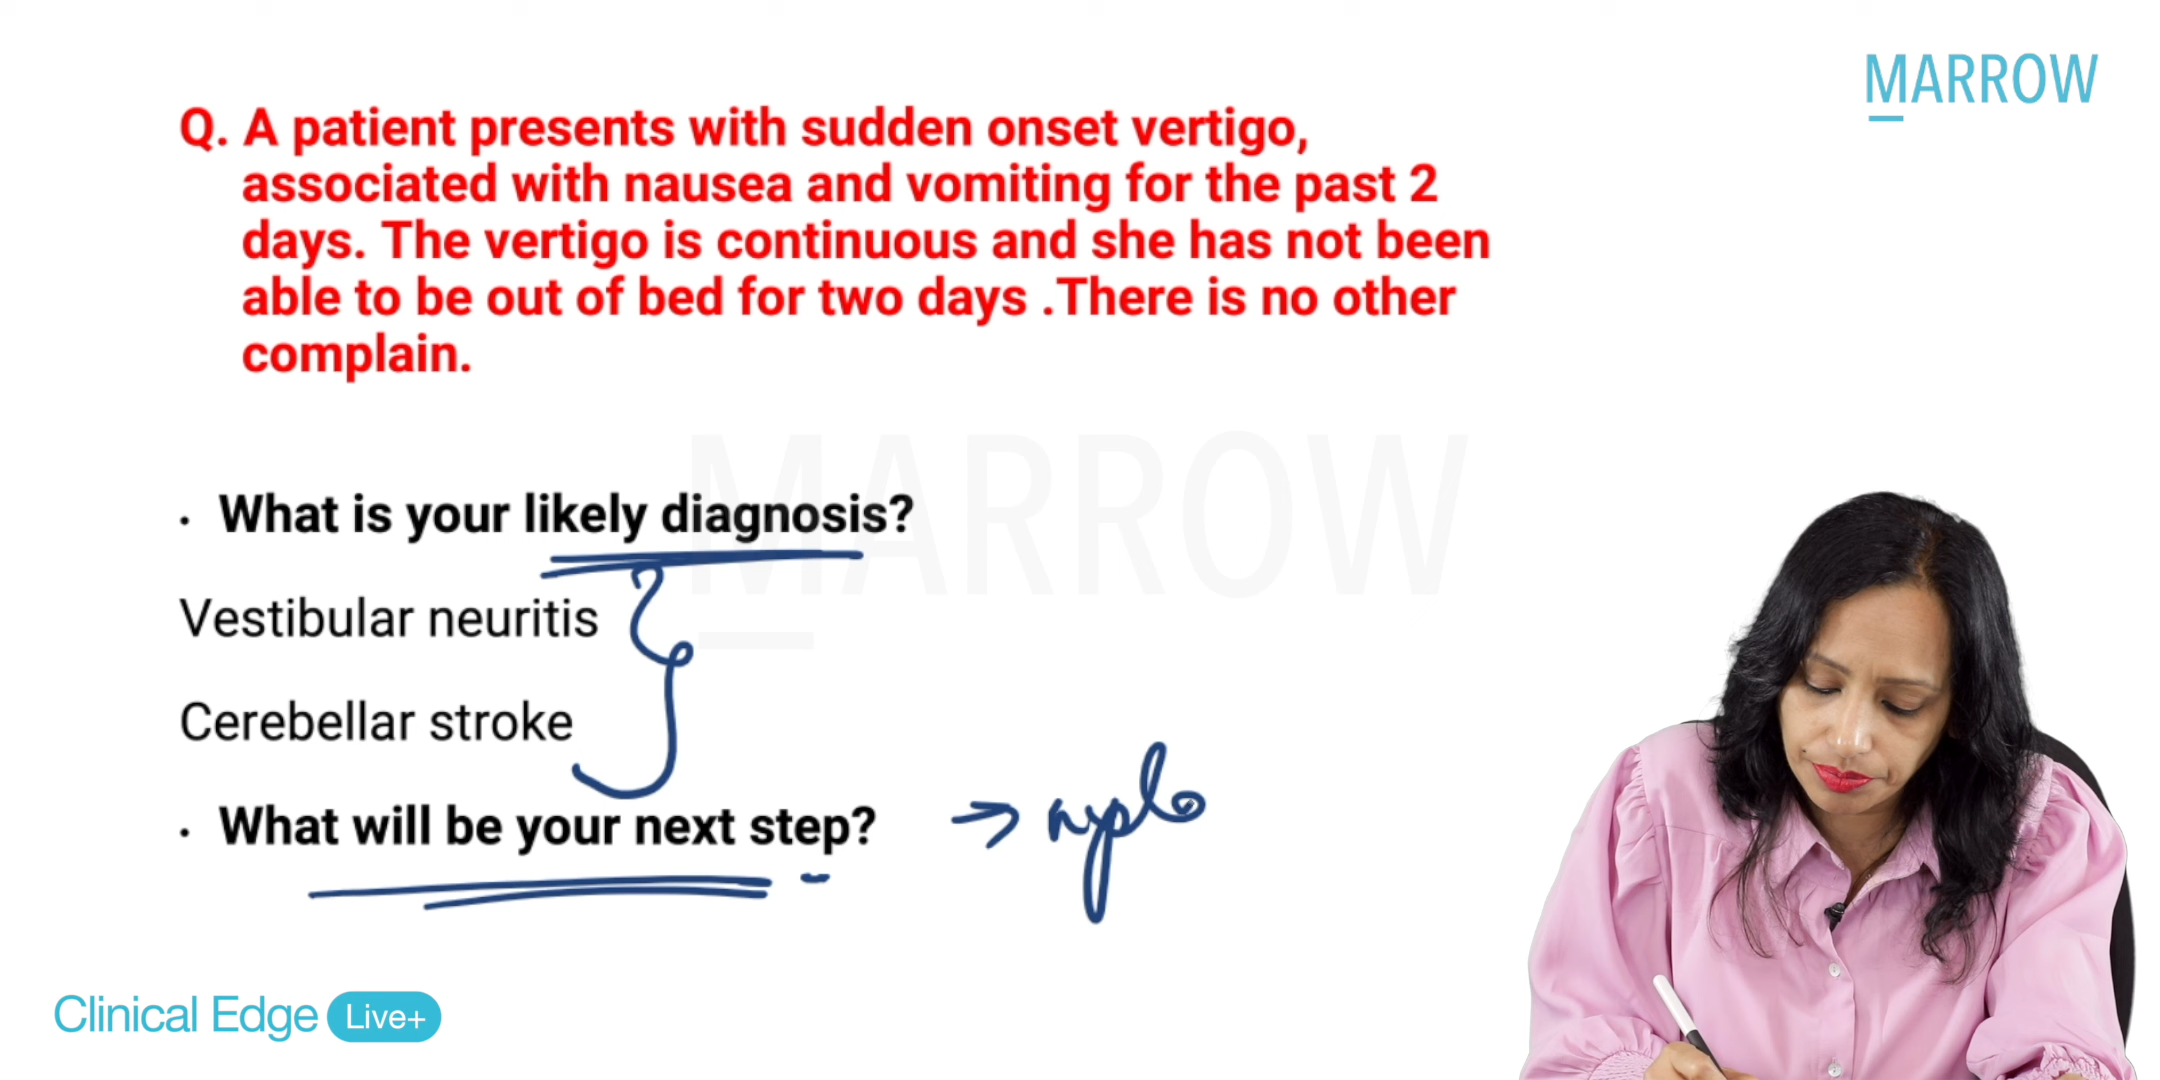 MARROW
Q. A patient presents with sudden onset vertigo,
associated with nausea and vomiting for the past 2
days. The vertigo is continuous and she has not been
able to be out of bed for two days .There is no other
complain.
MARROW
• What is your likely diagnosis?
Vestibular neuritis
Cerebellar stroke
• What will be your next step? →
Clinical Edge Live+